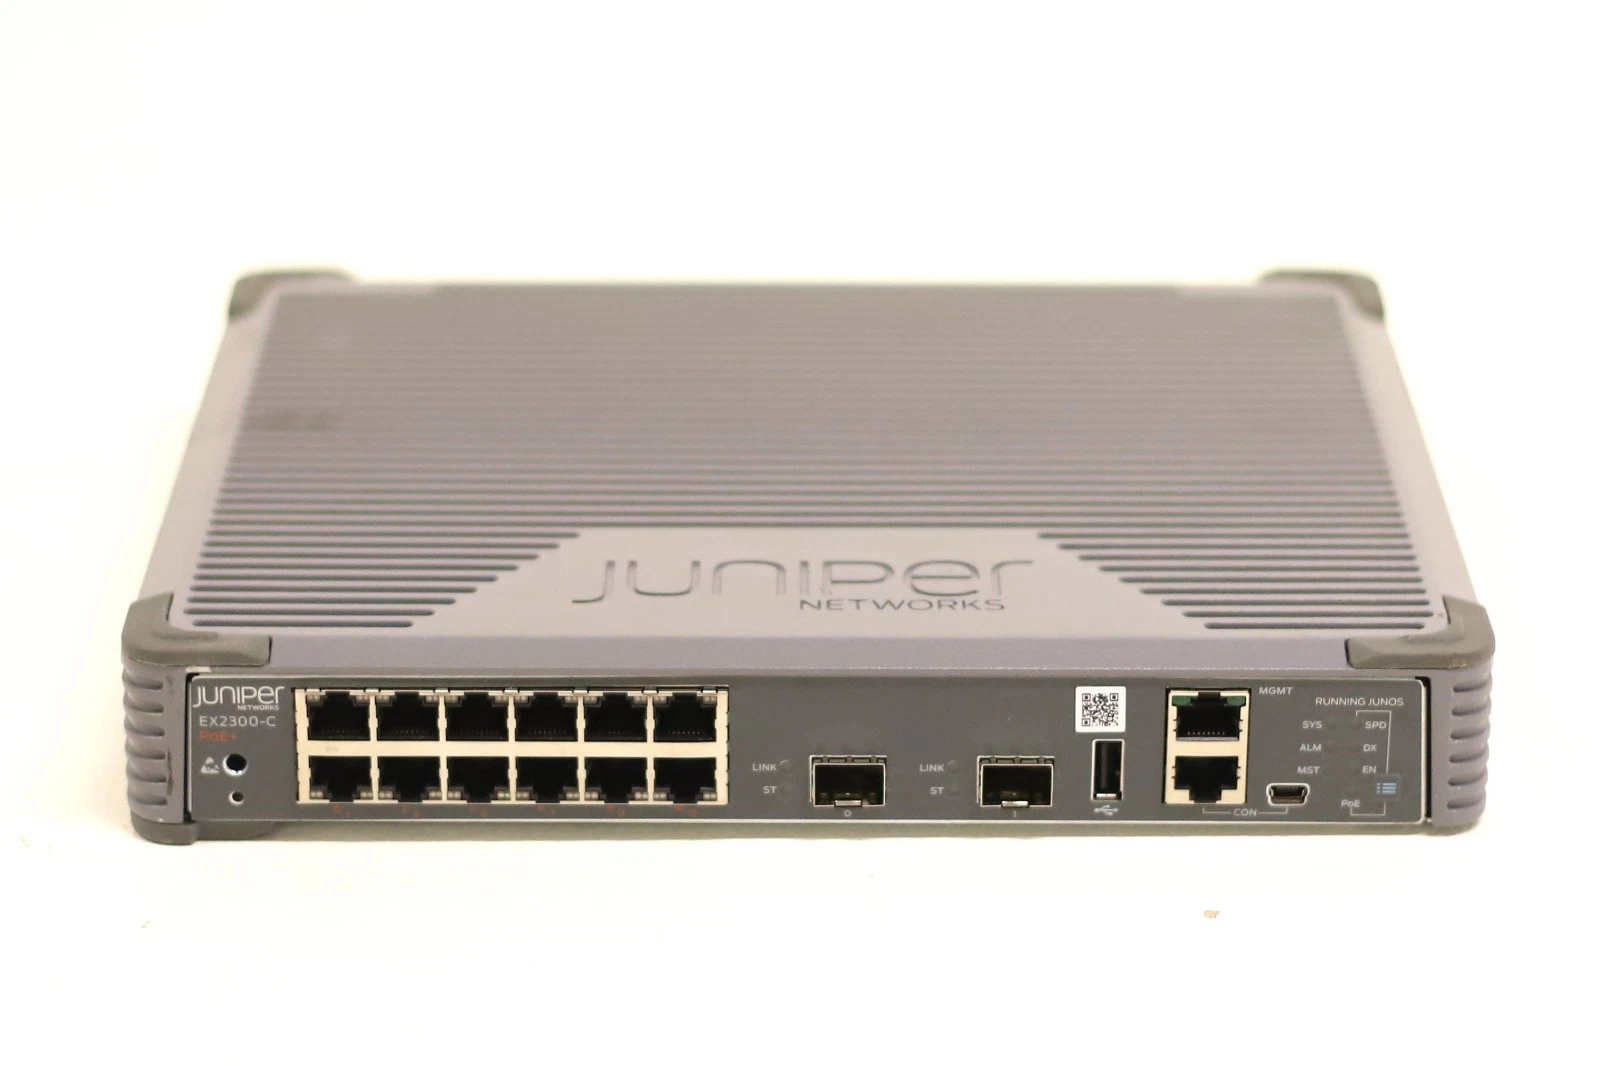 JUNIPER
NETWORKS
JUNIPER
NETWORKS
EX2300-C
PoE+
LINK
ST
0
LINK
ST
1
MGMT
CON
RUNNING JUNOS
SYS
SPD
ALM
DX
MST
EN
PoE